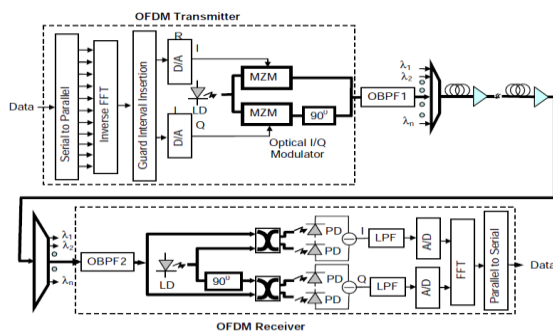 OFDM Transmitter
Data
Serial to Parallel
Inverse FFT
Guard Interval Insertion
R
I
D/A
LD
I
D/A
Q
MZM
MZM
90⁰
Optical I/Q
Modulator
OBPF1
λ1
λ2
λn
λ1
λ2
λn
OBPF2
LD
90⁰
PD
PD
PD
PD
I
Q
LPF
LPF
A/D
A/D
FFT
Parallel to Serial
Data
OFDM Receiver